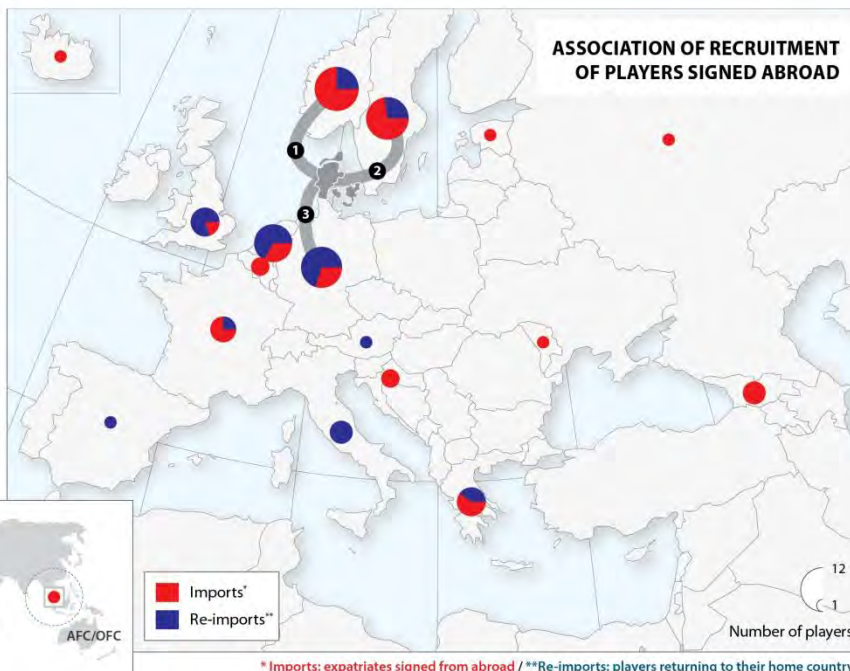 ASSOCIATION OF RECRUITMENT
OF PLAYERS SIGNED ABROAD
1
2
3
Imports*
Re-imports**
AFC/OFC
12
1
Number of players
* Imports: expatriates signed from abroad / **Re-imports: players returning to their home country